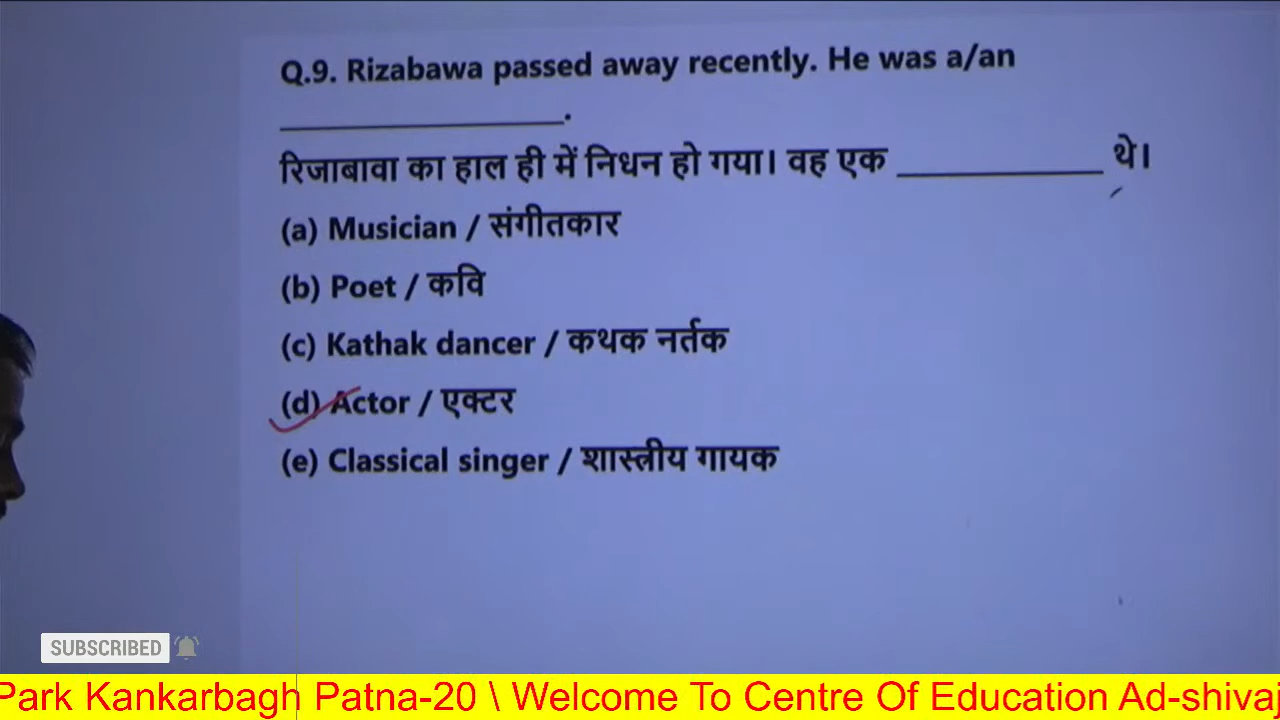 Q.9. Rizabawa passed away recently. He was a/an
____________________.
रिजाबावा का हाल ही में निधन हो गया। वह एक ______________ थे।
(a) Musician / संगीतकार
(b) Poet / कवि
(c) Kathak dancer / कथक नर्तक
(d) Actor / एक्टर
(e) Classical singer / शास्त्रीय गायक
SUBSCRIBED
Park Kankarbagh Patna-20 \ Welcome To Centre Of Education Ad-shivaj